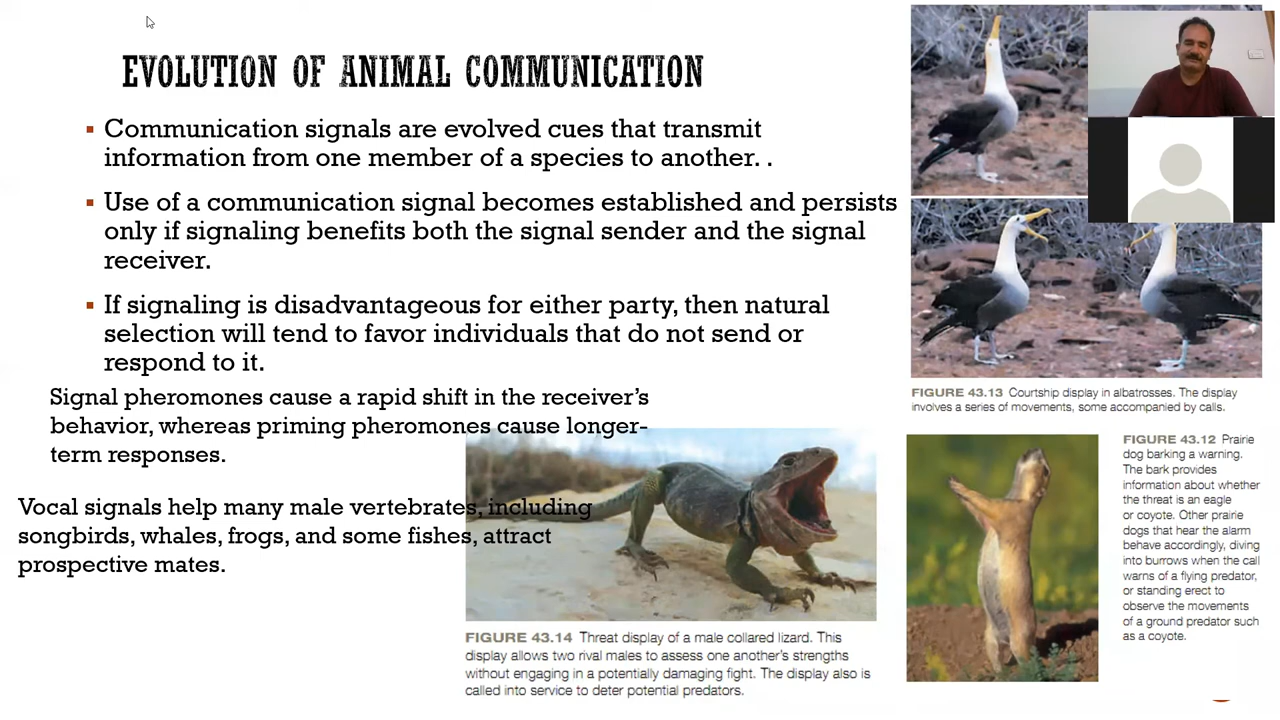 EVOLUTION OF ANIMAL COMMUNICATION
▪ Communication signals are evolved cues that transmit
information from one member of a species to another. .
▪ Use of a communication signal becomes established and persists
only if signaling benefits both the signal sender and the signal
receiver.
▪ If signaling is disadvantageous for either party, then natural
selection will tend to favor individuals that do not send or
respond to it.
Signal pheromones cause a rapid shift in the receiver’s
behavior, whereas priming pheromones cause longer-
term responses.
Vocal signals help many male vertebrates, including
songbirds, whales, frogs, and some fishes, attract
prospective mates.
FIGURE 43.13 Courtship display in albatrosses. The display
involves a series of movements, some accompanied by calls.
FIGURE 43.14 Threat display of a male collared lizard. This
display allows two rival males to assess one another’s strengths
without engaging in a potentially damaging fight. The display also is
called into service to deter potential predators.
FIGURE 43.12 Prairie
dog barking a warning.
The bark provides
information about whether
the threat is an eagle
or coyote. Other prairie
dogs that hear the alarm
behave accordingly, diving
into burrows when the call
warns of a flying predator,
or standing erect to
observe the movements
of a ground predator such
as a coyote.